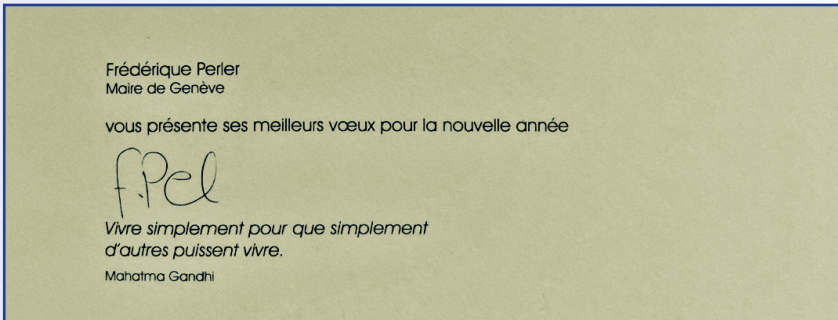 Frédérique Perler
Maire de Genève
vous présente ses meilleurs vœux pour la nouvelle année
F.Pel
Vivre simplement pour que simplement
d'autres puissent vivre.
Mahatma Gandhi